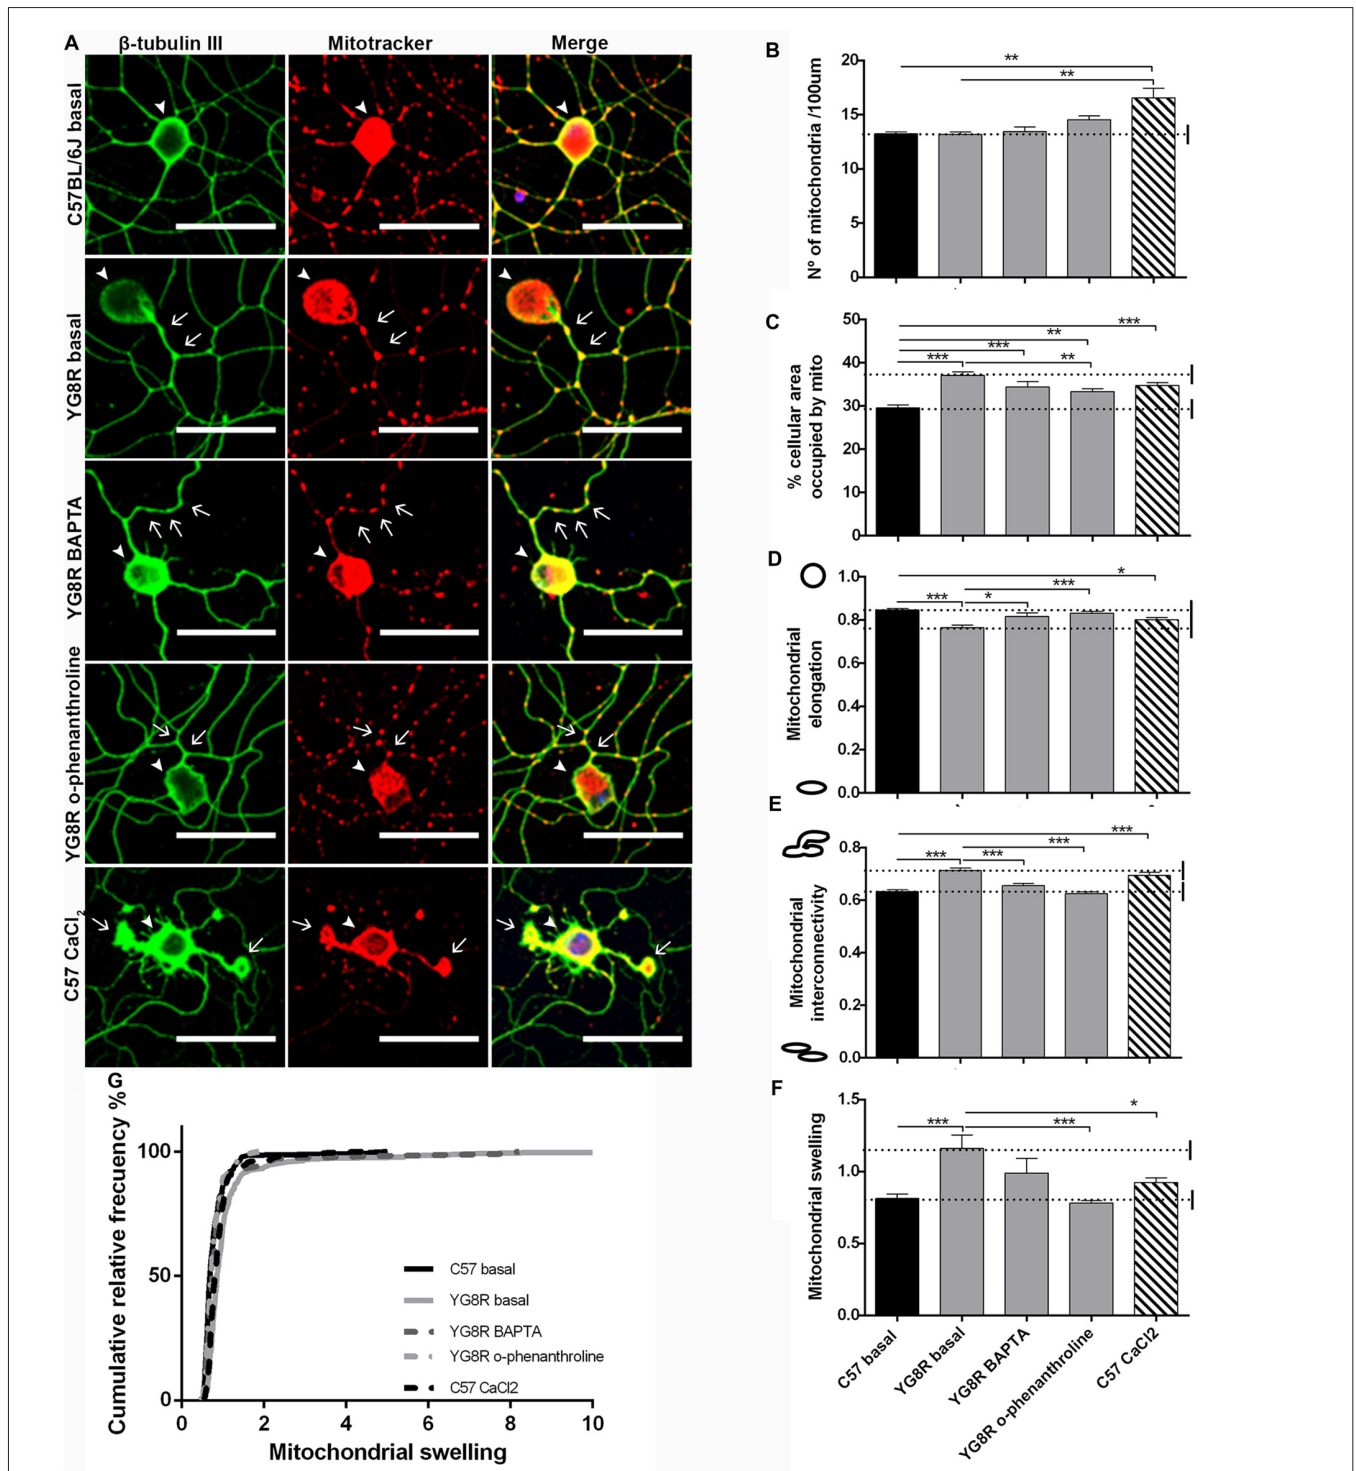 A
β-tubulin III
Mitotracker
Merge
C57BL/6J basal
YG8R basal
YG8R BAPTA
YG8R o-phenanthroline
C57 CaCl2
B
Nº of mitochondria /100um
20
15
10
5
0
**
**
C
% cellular area
occupied by mito
50
40
30
20
10
0
***
**
***
***
**
D
Mitochondrial
elongation
1.0
0.8
0.6
0.4
0.2
0.0
*
***
***
*
E
Mitochondrial
interconnectivity
0.8
0.6
0.4
0.2
0.0
***
***
***
***
F
Mitochondrial swelling
1.5
1.0
0.5
0.0
*
***
***
C57 basal
YG8R basal
YG8R BAPTA
YG8R o-phenanthroline
C57 CaCl2
G
Cumulative relative frecuency %
100
50
0
0 2 4 6 8 10
Mitochondrial swelling
C57 basal
YG8R basal
YG8R BAPTA
YG8R o-phenanthroline
C57 CaCl2